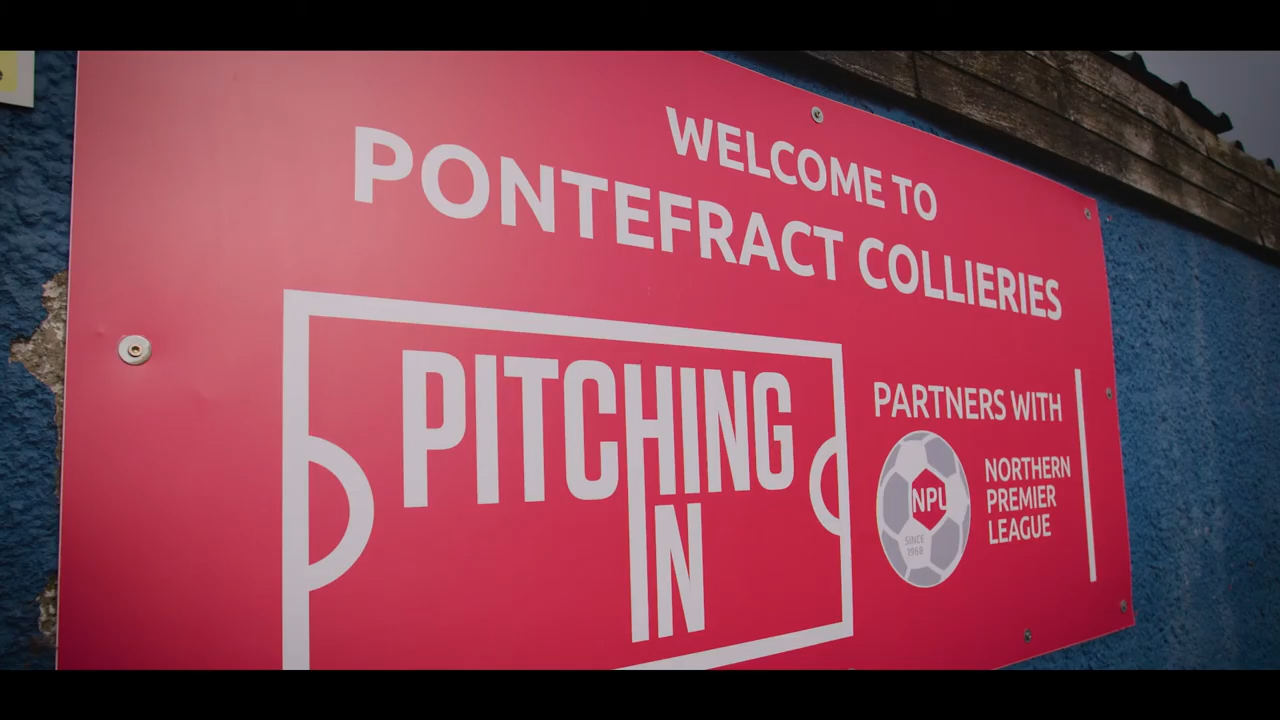 WELCOME TO
PONTEFRACT COLLIERIES
PITCHING
IN
PARTNERS WITH
NPL
SINCE
1968
NORTHERN
PREMIER
LEAGUE